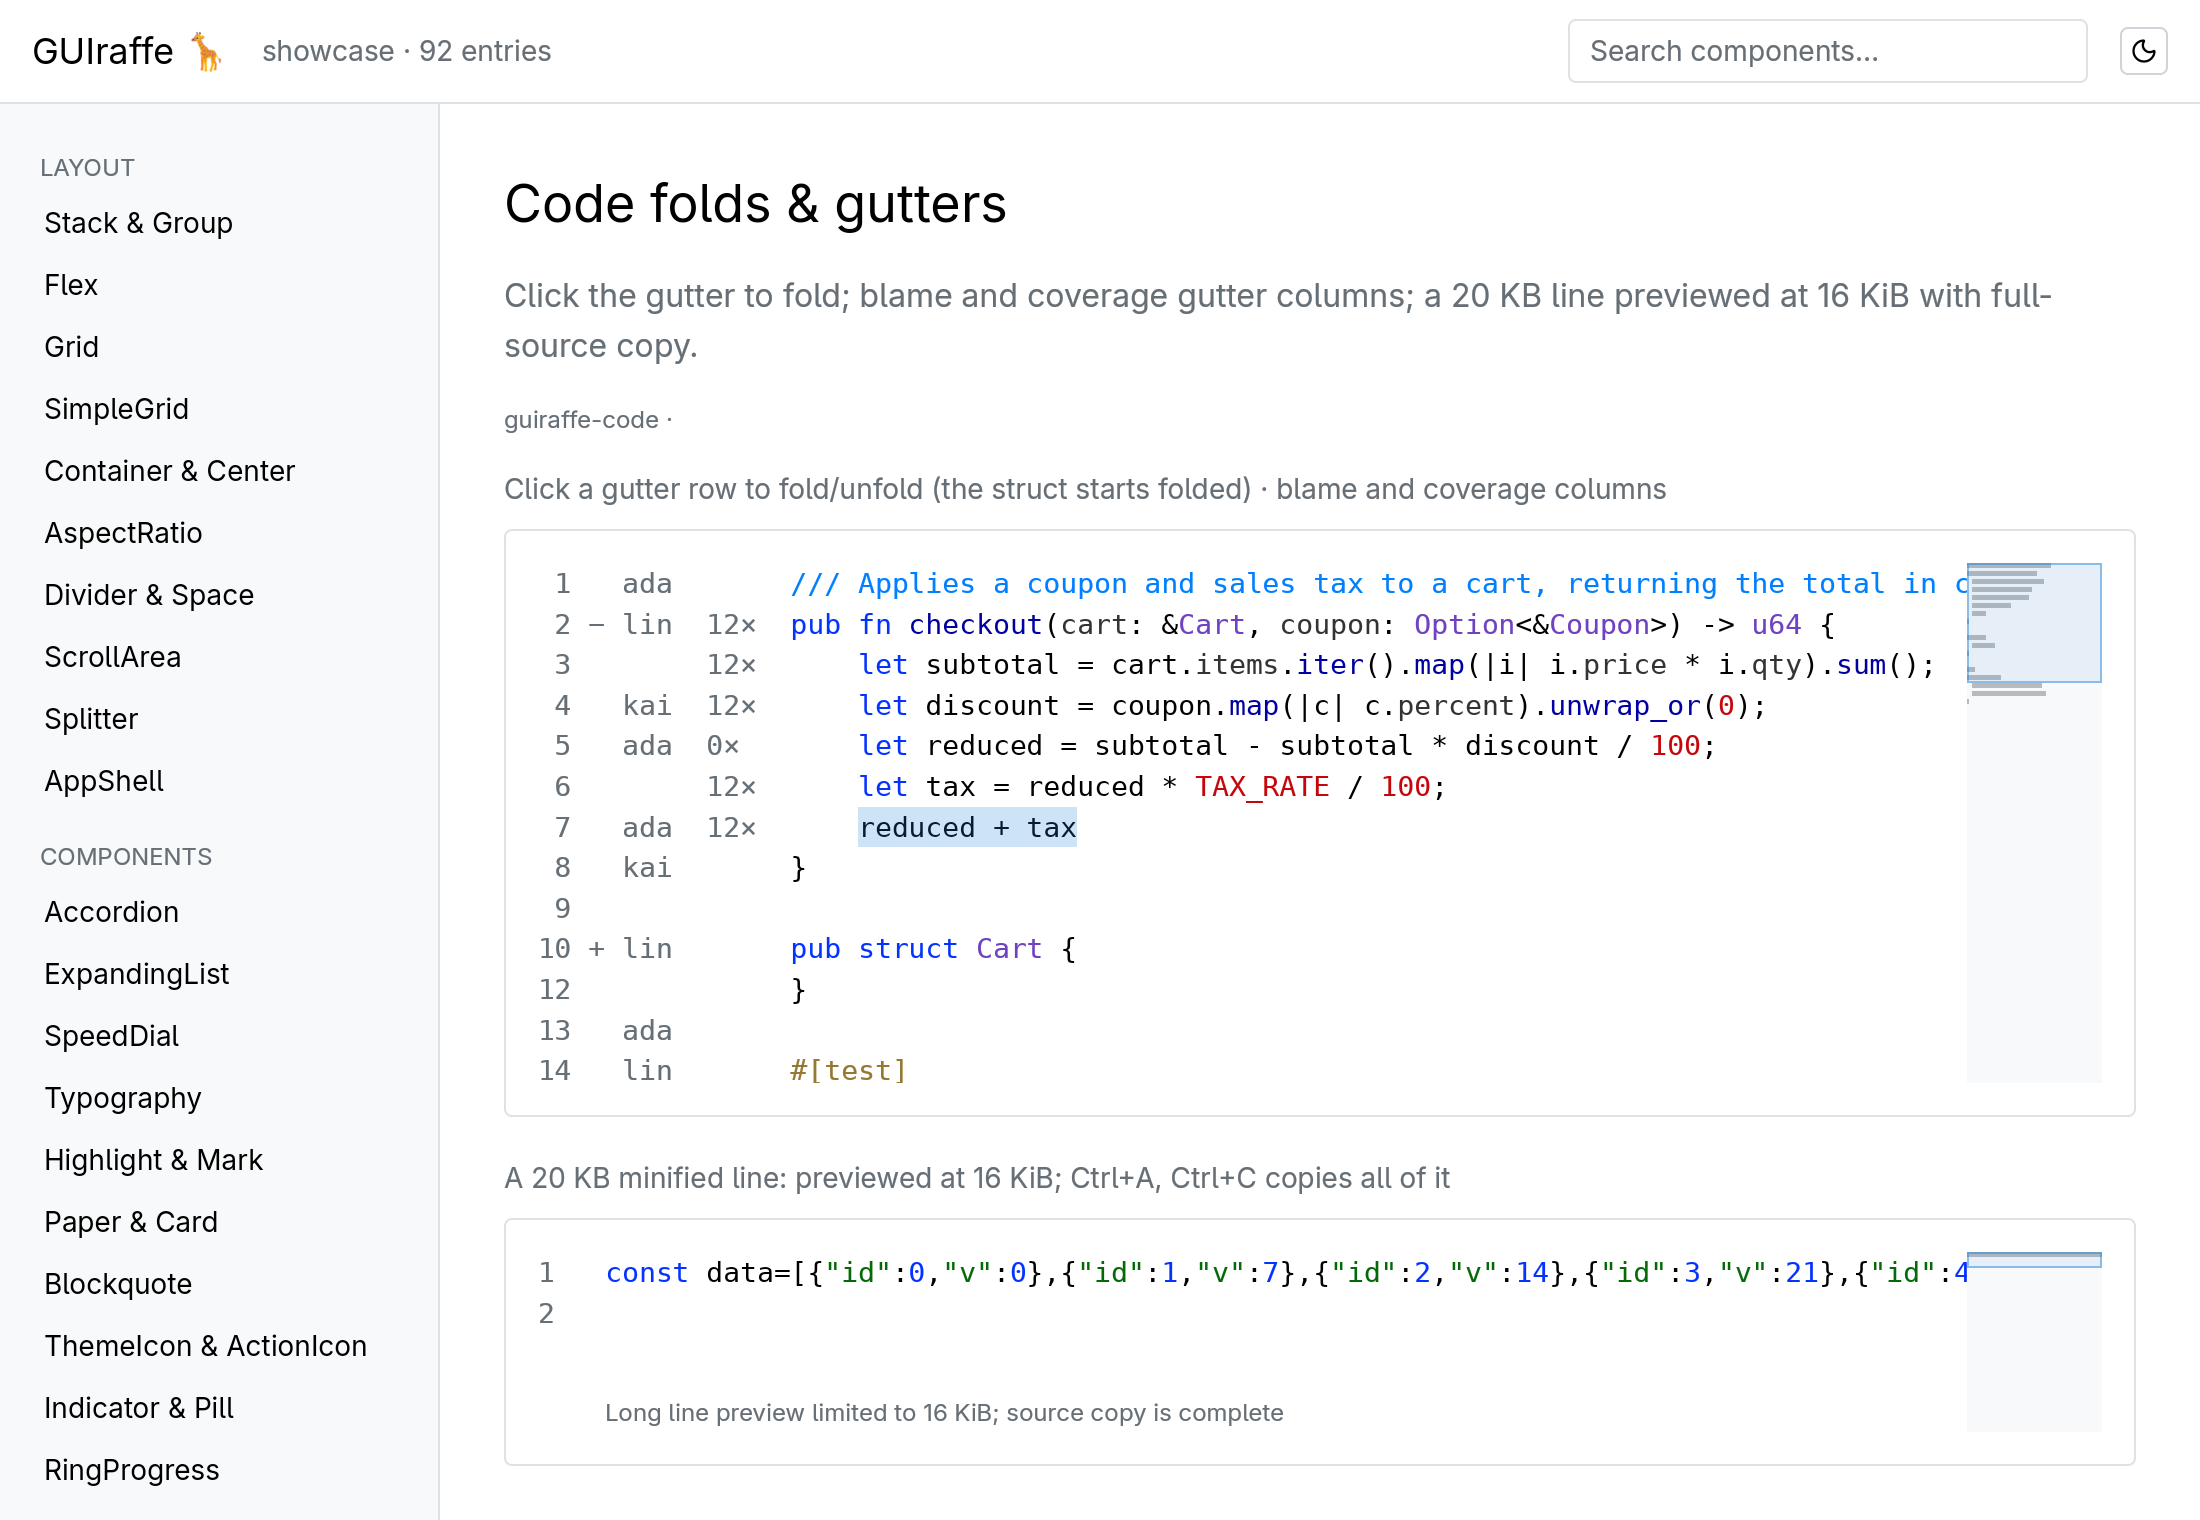 GUIraffe 🦒 showcase · 92 entries Search components...
LAYOUT
Stack & Group
Flex
Grid
SimpleGrid
Container & Center
AspectRatio
Divider & Space
ScrollArea
Splitter
AppShell
COMPONENTS
Accordion
ExpandingList
SpeedDial
Typography
Highlight & Mark
Paper & Card
Blockquote
ThemeIcon & ActionIcon
Indicator & Pill
RingProgress
Code folds & gutters
Click the gutter to fold; blame and coverage gutter columns; a 20 KB line previewed at 16 KiB with full-
source copy.
guiraffe-code ·
Click a gutter row to fold/unfold (the struct starts folded) · blame and coverage columns
1 ada /// Applies a coupon and sales tax to a cart, returning the total in c
2 − lin 12× pub fn checkout(cart: &Cart, coupon: Option<&Coupon>) -> u64 {
3 12× let subtotal = cart.items.iter().map(|i| i.price * i.qty).sum();
4 kai 12× let discount = coupon.map(|c| c.percent).unwrap_or(0);
5 ada 0× let reduced = subtotal - subtotal * discount / 100;
6 12× let tax = reduced * TAX_RATE / 100;
7 ada 12× reduced + tax
8 kai }
9
10 + lin pub struct Cart {
12 }
13 ada
14 lin #[test]
A 20 KB minified line: previewed at 16 KiB; Ctrl+A, Ctrl+C copies all of it
1 const data=[{"id":0,"v":0},{"id":1,"v":7},{"id":2,"v":14},{"id":3,"v":21},{"id":4
2
Long line preview limited to 16 KiB; source copy is complete